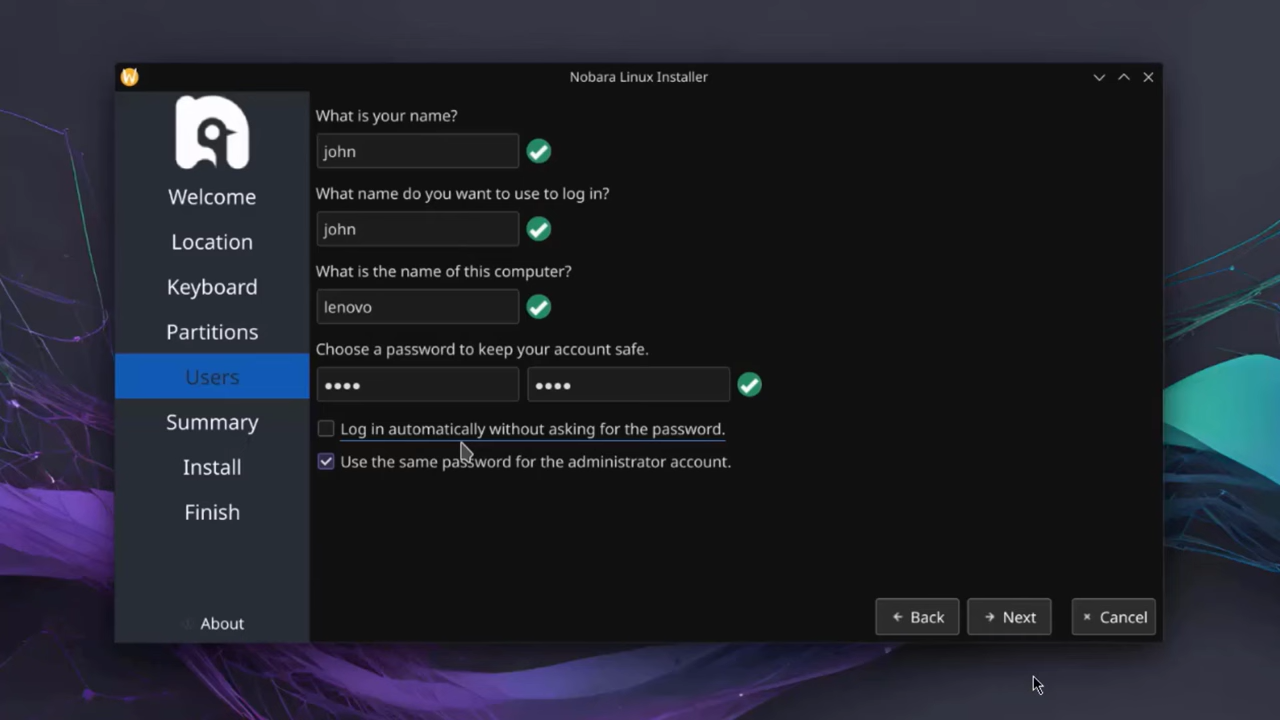 Nobara Linux Installer
Welcome
Location
Keyboard
Partitions
Users
Summary
Install
Finish
About
What is your name?
john
What name do you want to use to log in?
john
What is the name of this computer?
lenovo
Choose a password to keep your account safe.
●●●● ●●●●
Log in automatically without asking for the password.
Use the same password for the administrator account.
Back Next Cancel